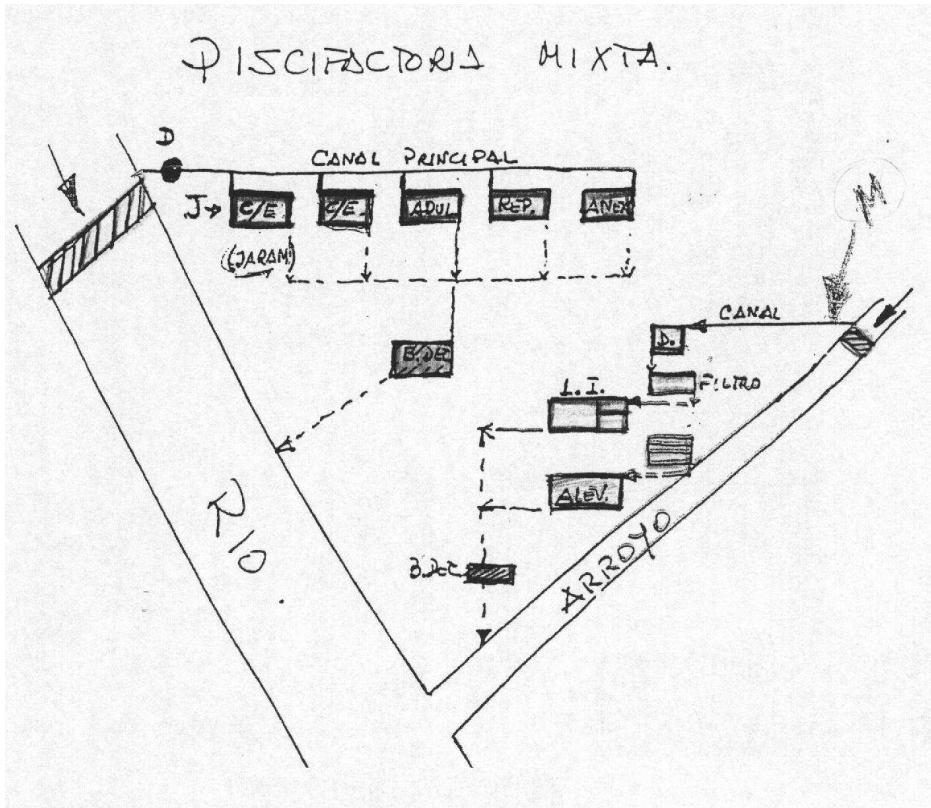 PISCIFACTORIA MIXTA.
D
CANAL PRINCIPAL
J→ C/E C/E ADUL REP. ANEX
(JARAM)
M
CANAL
D.
B.DEC
FILTRO
L.I.
ALEV.
RIO
ARROYO
B.DEC